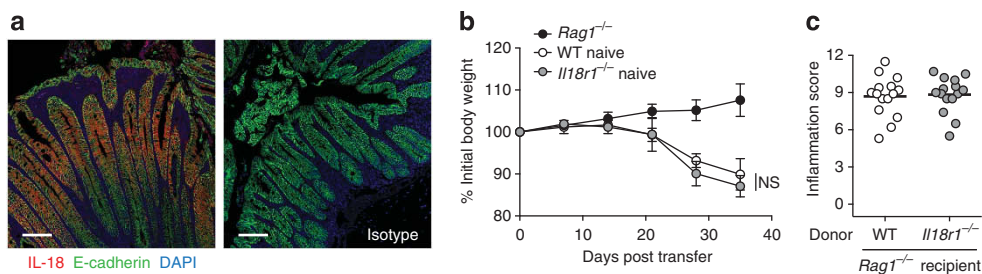 a
Isotype
IL-18 E-cadherin DAPI
b
Rag1–/–
WT naive
Il18r1–/– naive
% Initial body weight
120
110
100
90
80
NS
0 10 20 30 40
Days post transfer
c
Inflammation score
12
9
6
3
0
Donor WT Il18r1–/–
Rag1–/– recipient